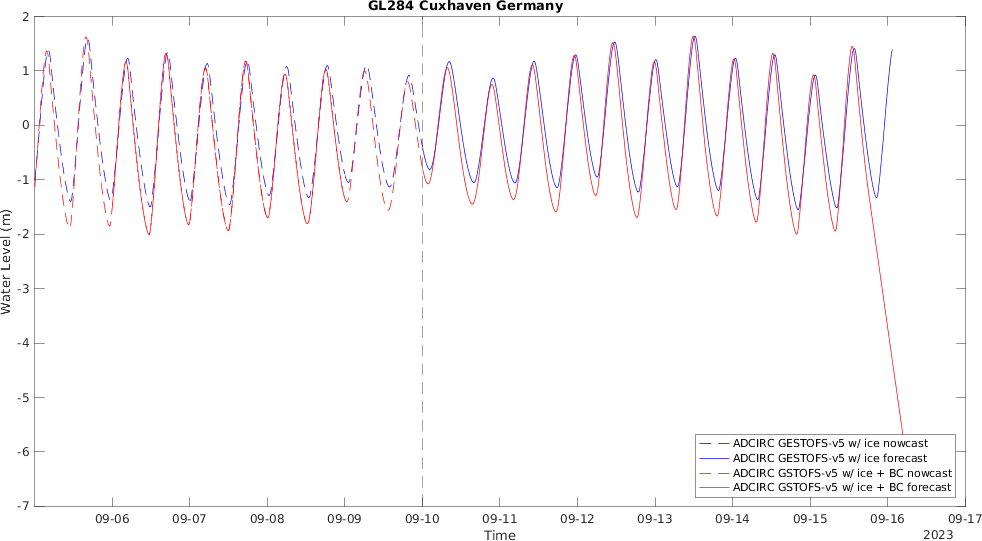 GL284 Cuxhaven Germany
2
1
0
-1
-2
-3
-4
-5
-6
-7
Water Level (m)
ADCIRC GESTOFS-v5 w/ ice nowcast
ADCIRC GESTOFS-v5 w/ ice forecast
ADCIRC GSTOFS-v5 w/ ice + BC nowcast
ADCIRC GSTOFS-v5 w/ ice + BC forecast
09-06 09-07 09-08 09-09 09-10 09-11 09-12 09-13 09-14 09-15 09-16 09-17
Time
2023